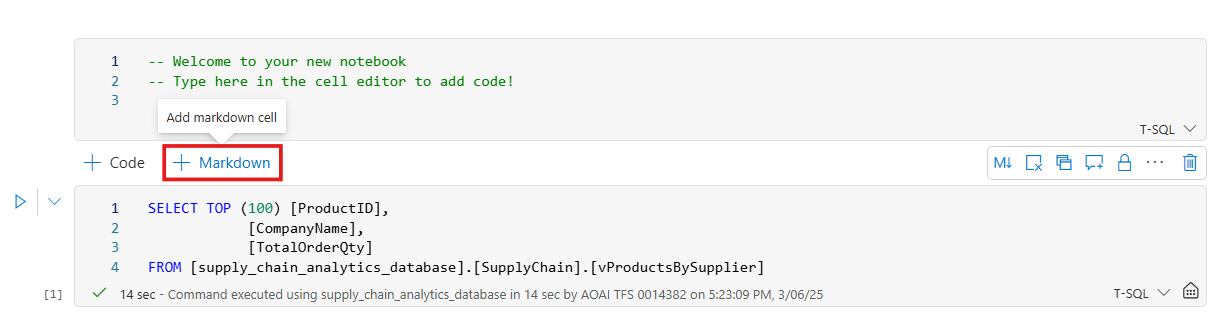 1 -- Welcome to your new notebook
2 -- Type here in the cell editor to add code!
3
Add markdown cell
T-SQL
+ Code + Markdown
M↓ ...
1 SELECT TOP (100) [ProductID],
2 [CompanyName],
3 [TotalOrderQty]
4 FROM [supply_chain_analytics_database].[SupplyChain].[vProductsBySupplier]
[1] 14 sec - Command executed using supply_chain_analytics_database in 14 sec by AOAI TFS 0014382 on 5:23:09 PM, 3/06/25 T-SQL